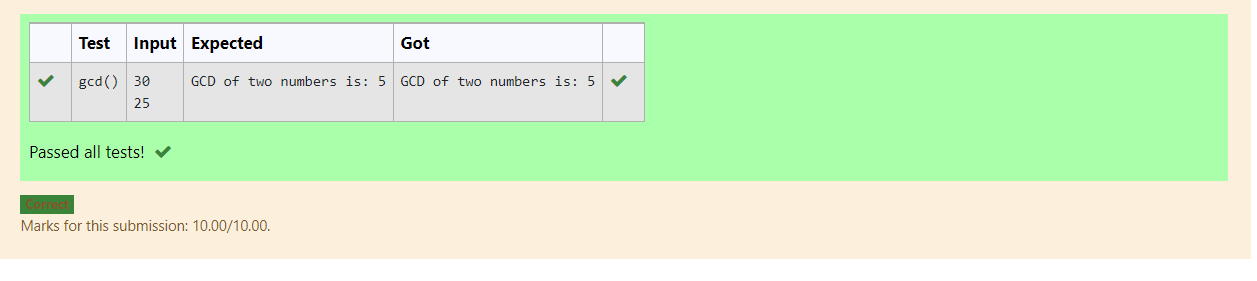 Test Input Expected Got
gcd() 30 GCD of two numbers is: 5 GCD of two numbers is: 5
25
Passed all tests!
Correct
Marks for this submission: 10.00/10.00.